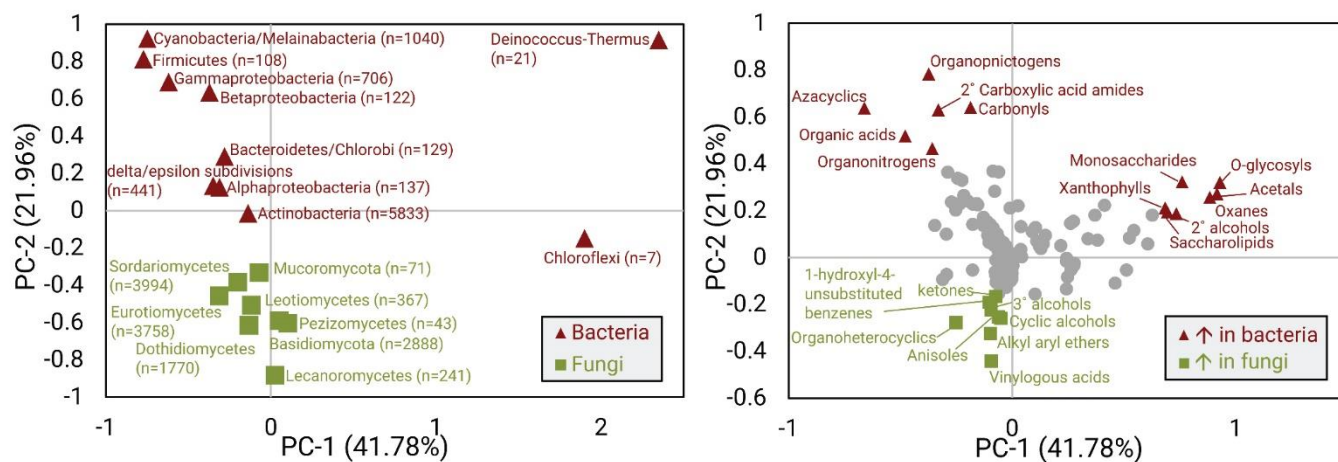 PC-2 (21.96%)
1
0.8
0.6
0.4
0.2
0
-0.2
-0.4
-0.6
-0.8
-1
Cyanobacteria/Melainabacteria (n=1040)
Firmicutes (n=108)
Gammaproteobacteria (n=706)
Betaproteobacteria (n=122)
Deinococcus-Thermus
(n=21)
Bacteroidetes/Chlorobi (n=129)
delta/epsilon subdivisions
(n=441)
Alphaproteobacteria (n=137)
Actinobacteria (n=5833)
Chloroflexi (n=7)
Sordariomycetes
(n=3994)
Mucoromycota (n=71)
Eurotiomycetes
(n=3758)
Leotiomycetes (n=367)
Pezizomycetes (n=43)
Dothidiomycetes
(n=1770)
Basidiomycota (n=2888)
Lecanoromycetes (n=241)
Bacteria
Fungi
-1
0
1
2
PC-1 (41.78%)
PC-2 (21.96%)
1
0.8
0.6
0.4
0.2
0
-0.2
-0.4
-0.6
Organopnictogens
Azacyclics
2° Carboxylic acid amides
Carbonyls
Organic acids
Organonitrogens
Monosaccharides
O-glycosyls
Xanthophylls
Acetals
Oxanes
2° alcohols
Saccharolipids
1-hydroxyl-4-
unsubstituted
benzenes
ketones
3° alcohols
Organoheterocyclics
Cyclic alcohols
Anisoles
Alkyl aryl ethers
Vinylogous acids
↑ in bacteria
↑ in fungi
-1
0
1
PC-1 (41.78%)